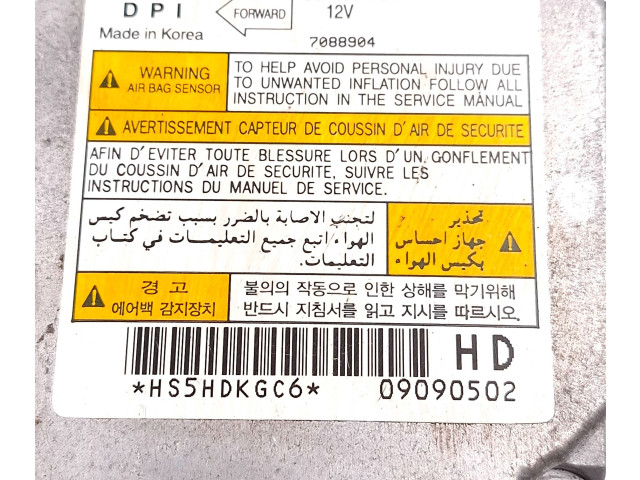 DPI
FORWARD
12V
Made in Korea
7088904
WARNING
AIR BAG SENSOR
TO HELP AVOID PERSONAL INJURY DUE
TO UNWANTED INFLATION FOLLOW ALL
INSTRUCTION IN THE SERVICE MANUAL
AVERTISSEMENT CAPTEUR DE COUSSIN D'AIR DE SECURITE
AFIN D'EVITER TOUTE BLESSURE LORS D'UN. GONFLEMENT
DU COUSSIN D'AIR DE SECURITE, SUIVRE LES
INSTRUCTIONS DU MANUEL DE SERVICE.
تحذير
جهاز احساس
بكيس الهواء
لتجنب الاصابة بالضرر بسبب تضخم كيس
الهواء اتبع جميع التعليمات في كتاب
التعليمات.
경 고
에어백 감지장치
불의의 작동으로 인한 상해를 막기위해
반드시 지침서를 읽고 지시를 따르시오.
HD
*HS5HDKGC6*
09090502